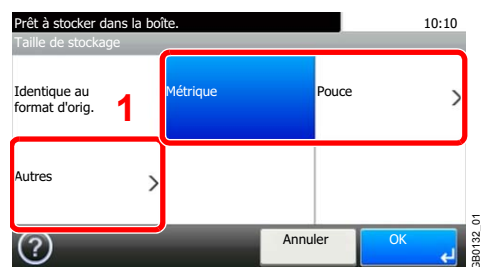 Prêt à stocker dans la boîte. 10:10
Taille de stockage
Identique au
format d'orig.
1
Métrique
Pouce
Autres
?
Annuler
OK
GB0132_01